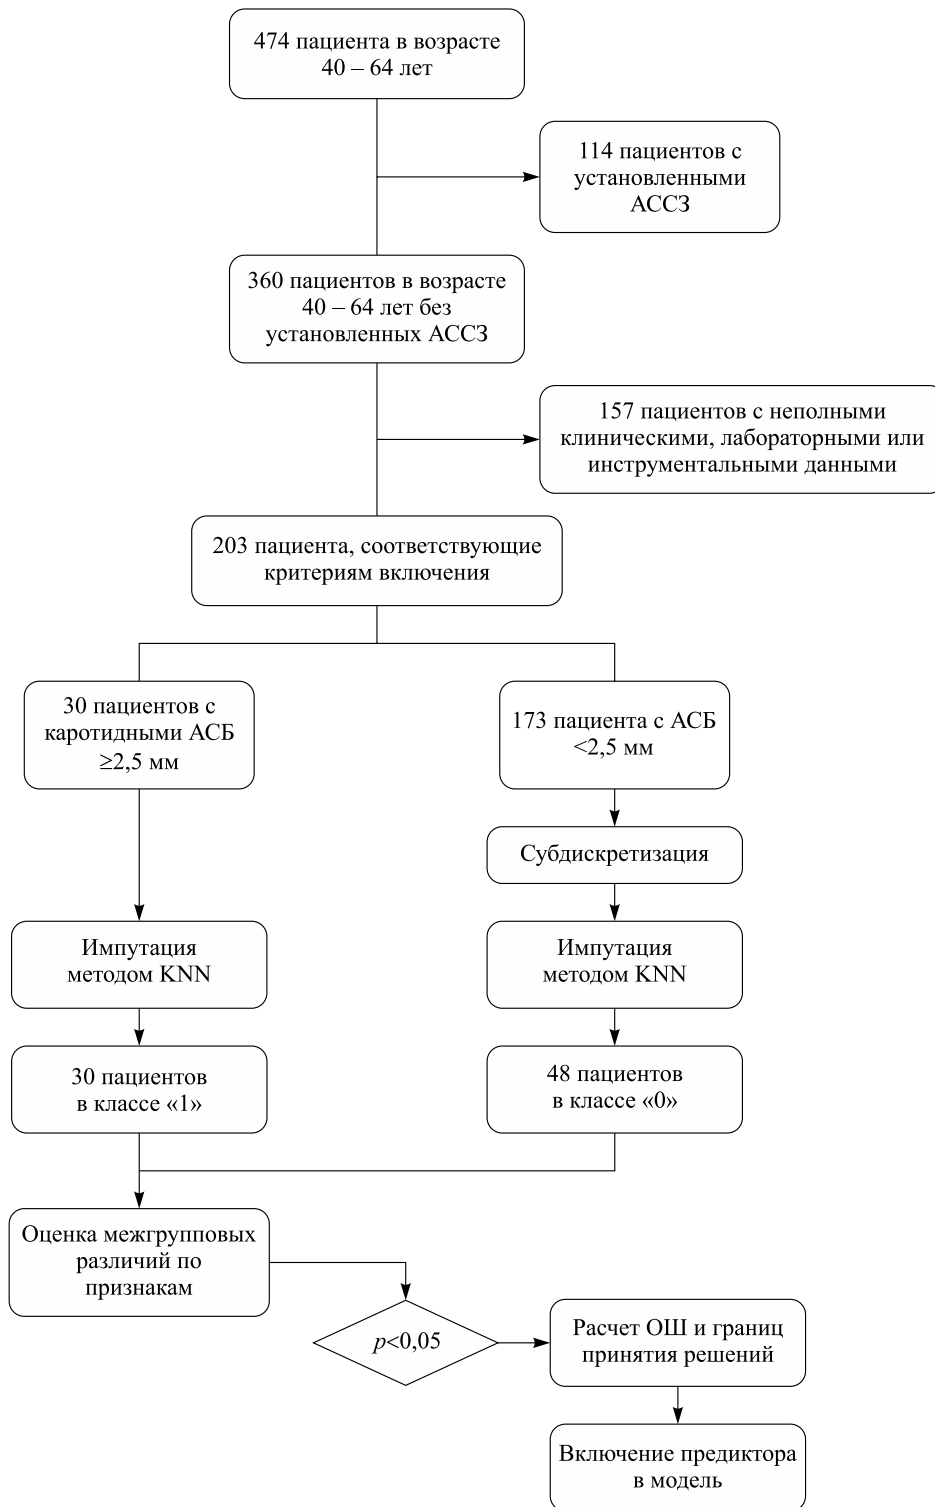 474 пациента в возрасте
40 – 64 лет
114 пациентов с
установленными
АССЗ
360 пациентов в возрасте
40 – 64 лет без
установленных АССЗ
157 пациентов с неполными
клиническими, лабораторными или
инструментальными данными
203 пациента, соответствующие
критериям включения
30 пациентов с
каротидными АСБ
≥2,5 мм
173 пациента с АСБ
<2,5 мм
Субдискретизация
Импутация
методом KNN
Импутация
методом KNN
30 пациентов
в классе «1»
48 пациентов
в классе «0»
Оценка межгрупповых
различий по
признакам
p<0,05
Расчет ОШ и границ
принятия решений
Включение предиктора
в модель